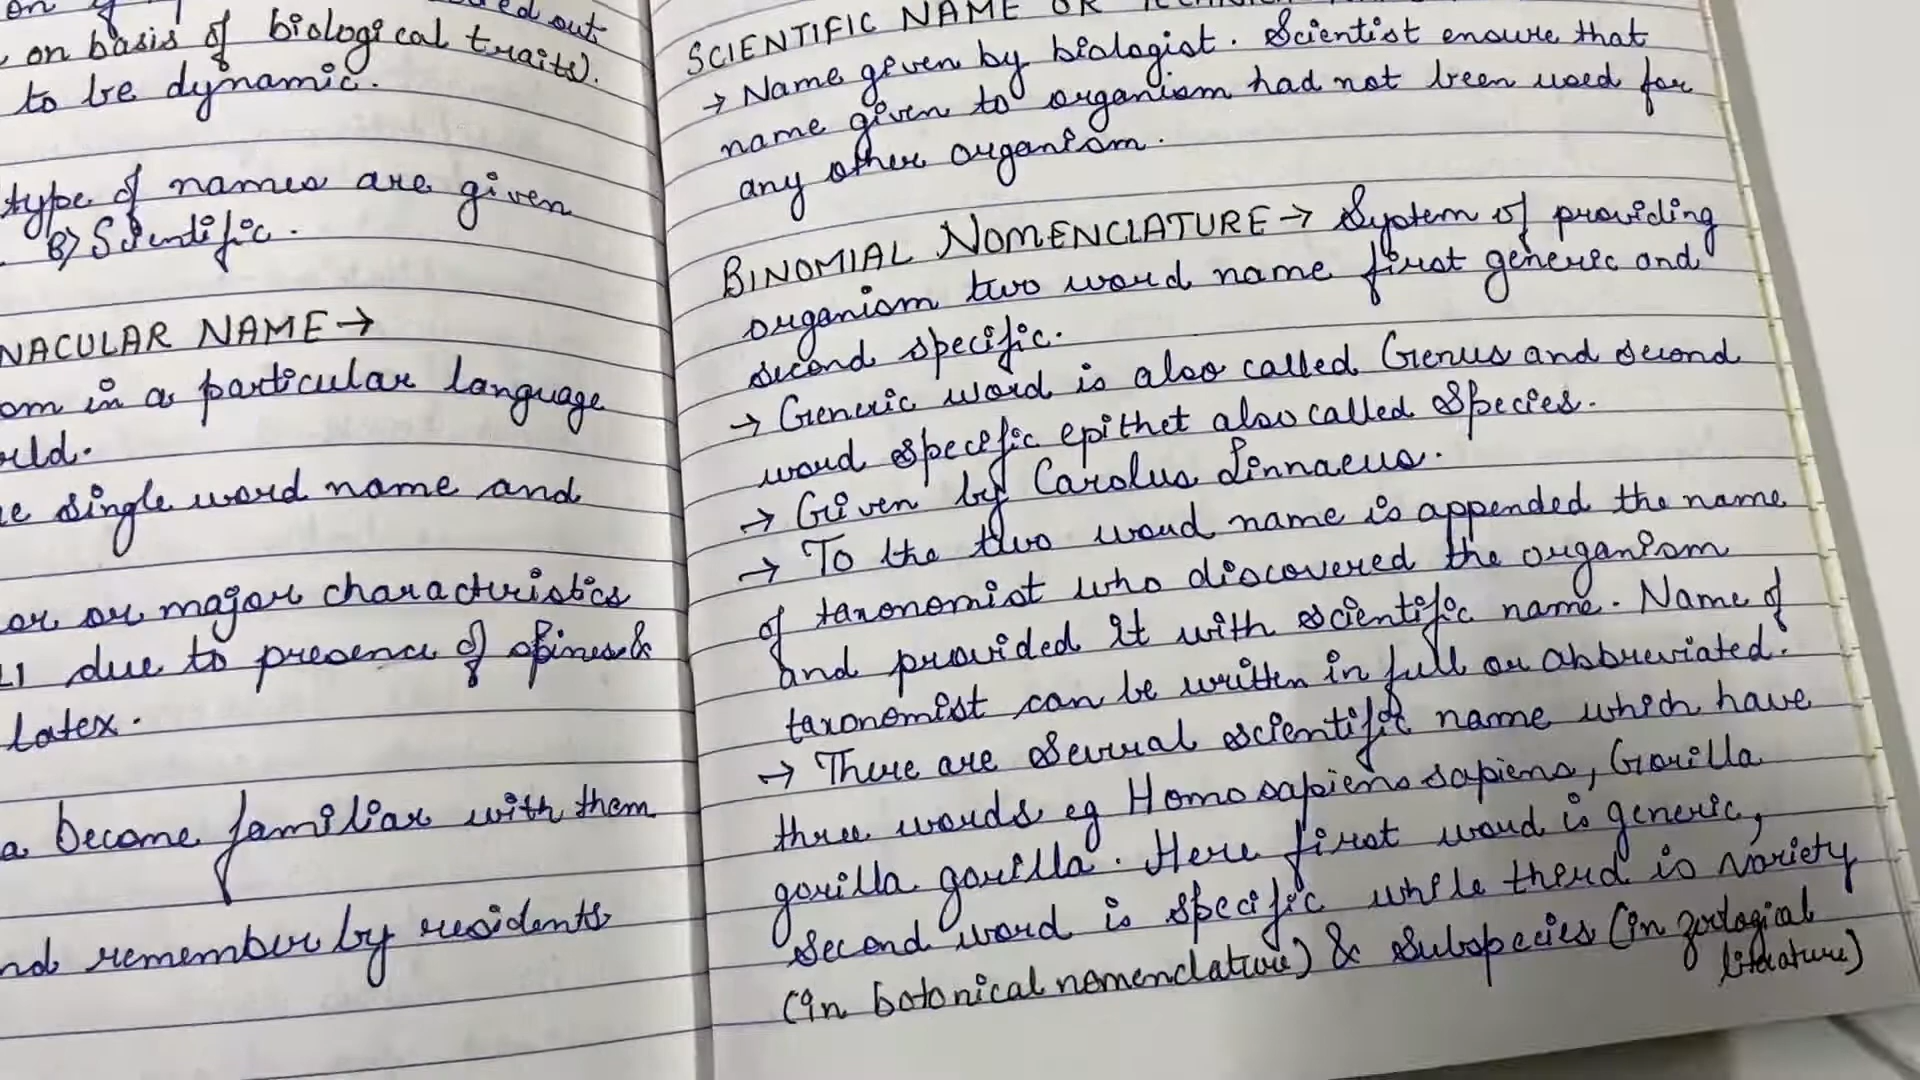 on basis of biological traits).
to be dynamic.
type of names are given
B) Scientific.
NACULAR NAME →
om in a particular language
rld.
e single word name and
or or major characteristics
due to presence of spines &
latex.
a become familiar with them
nd remember by residents
SCIENTIFIC NAME OR
→ Name given by biologist. Scientist ensure that
name given to organism had not been used for
any other organism.
BINOMIAL NOMENCLATURE → System of providing
organism two word name first generic and
second specific.
→ Generic word is also called Genus and second
word specific epithet also called Species.
→ Given by Carolus Linnaeus.
→ To the two word name is appended the name
of taxonomist who discovered the organism
and provided it with scientific name. Name of
taxonomist can be written in full or abbreviated.
→ There are several scientific name which have
three words eg Homo sapiens sapiens, Gorilla
gorilla gorilla. Here first word is generic,
second word is specific while therd is variety
(in botonical nomenclature) & Subspecies (in zoological
literature)